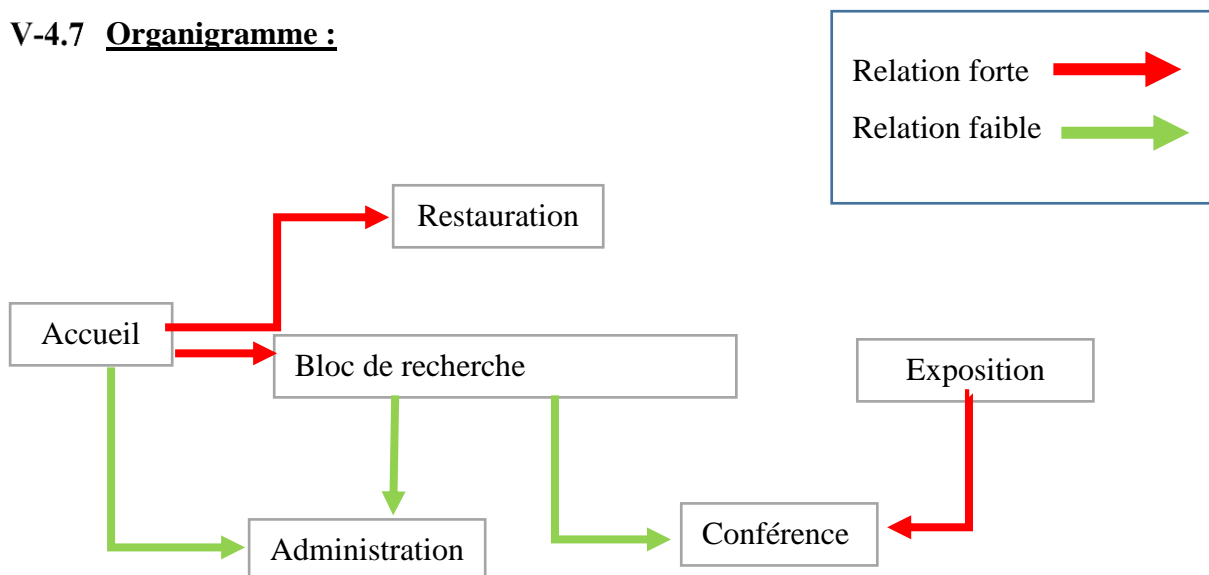 V-4.7 Organigramme :
Relation forte
Relation faible
Restauration
Accueil
Bloc de recherche
Exposition
Administration
Conférence